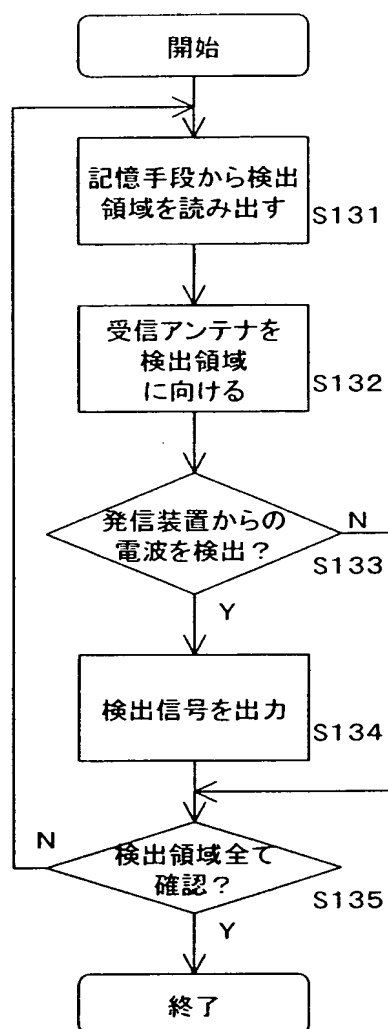 開始
記憶手段から検出
領域を読み出す
S131
受信アンテナを
検出領域
に向ける
S132
発信装置からの
電波を検出？
N
S133
Y
検出信号を出力
S134
N
検出領域全て
確認？
S135
Y
終了